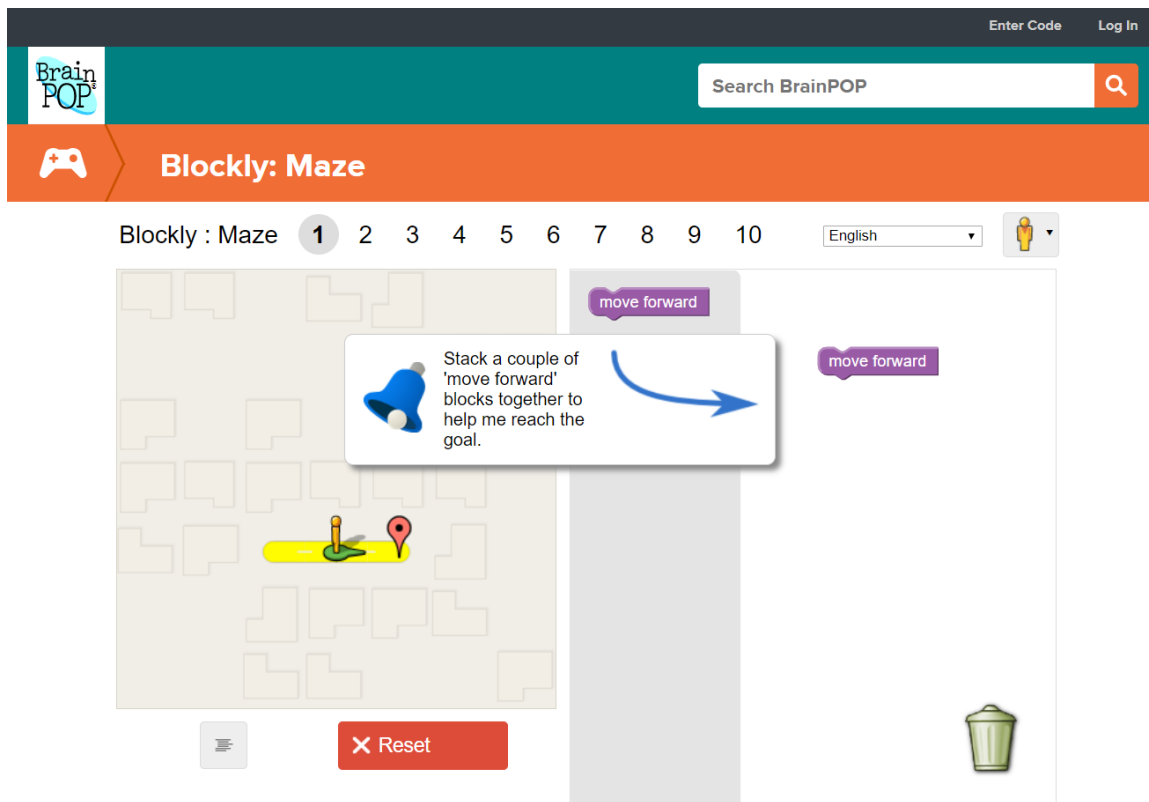 Enter Code Log In
Brain
POP®
Search BrainPOP
Blockly: Maze
Blockly : Maze 1 2 3 4 5 6 7 8 9 10 English
move forward
Stack a couple of
'move forward'
blocks together to
help me reach the
goal.
move forward
Reset